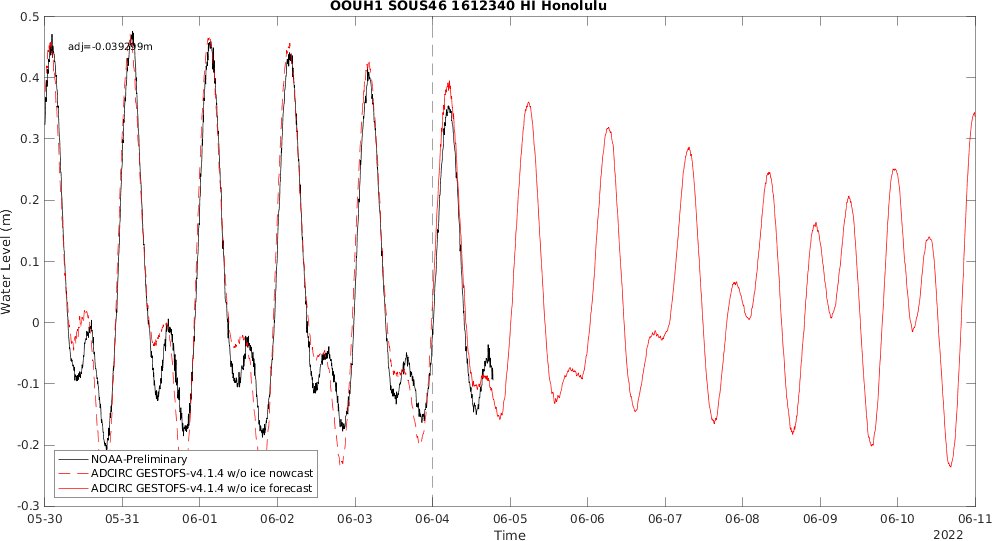 OOUH1 SOUS46 1612340 HI Honolulu
adj=-0.039299m
0.5
0.4
0.3
0.2
0.1
0
-0.1
-0.2
-0.3
Water Level (m)
NOAA-Preliminary
ADCIRC GESTOFS-v4.1.4 w/o ice nowcast
ADCIRC GESTOFS-v4.1.4 w/o ice forecast
05-30 05-31 06-01 06-02 06-03 06-04 06-05 06-06 06-07 06-08 06-09 06-10 06-11
Time
2022